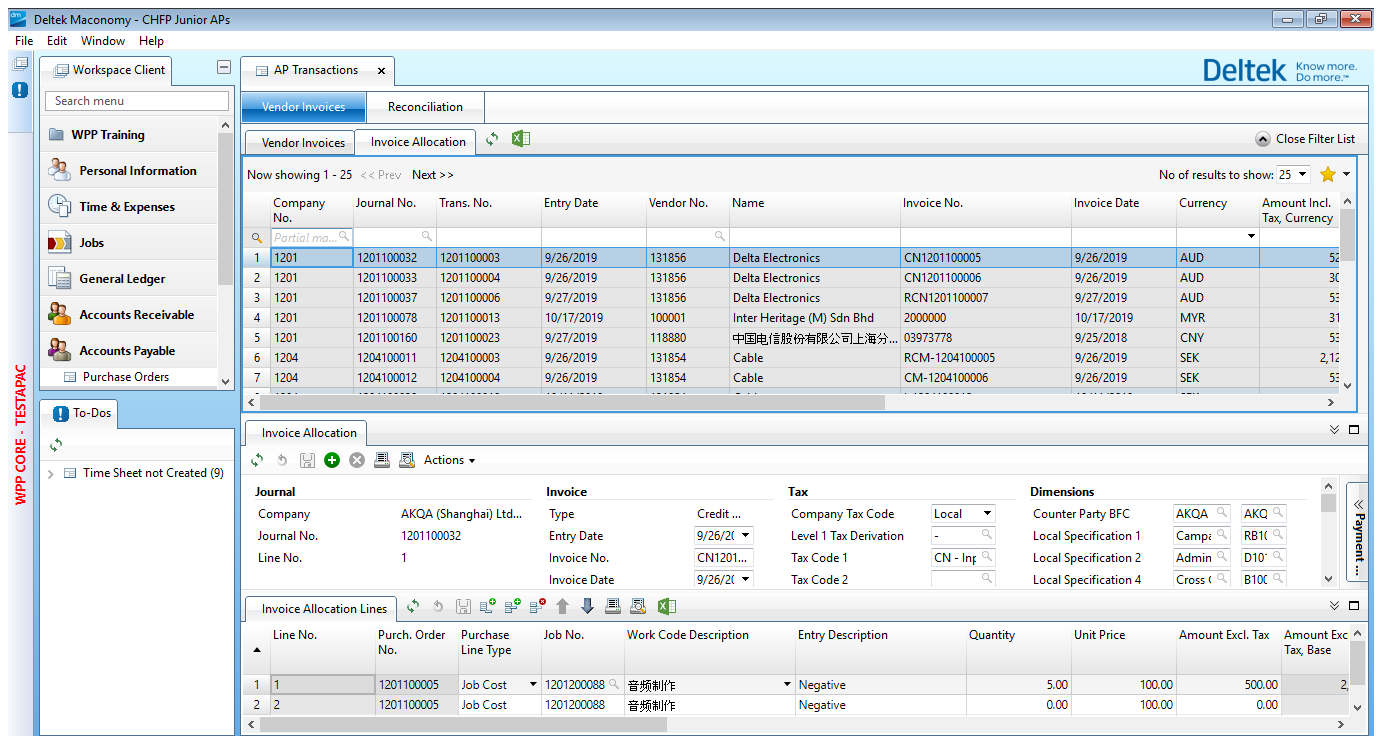 Deltek Maconomy - CHFP Junior APs
File Edit Window Help
WPP CORE - TESTAPAC
Workspace Client
Search menu
WPP Training
Personal Information
Time & Expenses
Jobs
General Ledger
Accounts Receivable
Accounts Payable
Purchase Orders
To-Dos
Time Sheet not Created (9)
AP Transactions
Deltek Know more.
Do more.™
Vendor Invoices Reconciliation
Vendor Invoices Invoice Allocation Close Filter List
Now showing 1 - 25 << Prev Next >> No of results to show: 25
Company No. Journal No. Trans. No. Entry Date Vendor No. Name Invoice No. Invoice Date Currency Amount Incl. Tax, Currency
Partial ma...
1 1201 1201100032 1201100003 9/26/2019 131856 Delta Electronics CN1201100005 9/26/2019 AUD 52
2 1201 1201100033 1201100004 9/26/2019 131856 Delta Electronics CN1201100006 9/26/2019 AUD 30
3 1201 1201100037 1201100006 9/27/2019 131856 Delta Electronics RCN1201100007 9/27/2019 AUD 53
4 1201 1201100078 1201100013 10/17/2019 100001 Inter Heritage (M) Sdn Bhd 2000000 10/17/2019 MYR 31
5 1201 1201100160 1201100023 9/27/2019 118880 中国电信股份有限公司上海分... 03973778 9/25/2018 CNY 53
6 1204 1204100011 1204100003 9/26/2019 131854 Cable RCM-1204100005 9/26/2019 SEK 2,12
7 1204 1204100012 1204100004 9/26/2019 131854 Cable CM-1204100006 9/26/2019 SEK 53
Invoice Allocation
Actions
Journal Invoice Tax Dimensions
Company AKQA (Shanghai) Ltd... Type Credit ... Company Tax Code Local Counter Party BFC AKQA AKQ
Journal No. 1201100032 Entry Date 9/26/2( Level 1 Tax Derivation - Local Specification 1 Campa RB1(
Line No. 1 Invoice No. CN1201... Tax Code 1 CN - Inp Local Specification 2 Admin D10
Invoice Date 9/26/2( Tax Code 2 Local Specification 4 Cross ( B100
Payment ...
Invoice Allocation Lines
Line No. Purch. Order No. Purchase Line Type Job No. Work Code Description Entry Description Quantity Unit Price Amount Excl. Tax Amount Exc Tax, Base
1 1 1201100005 Job Cost 1201200088 音频制作 Negative 5.00 100.00 500.00 2,
2 2 1201100005 Job Cost 1201200088 音频制作 Negative 0.00 100.00 0.00